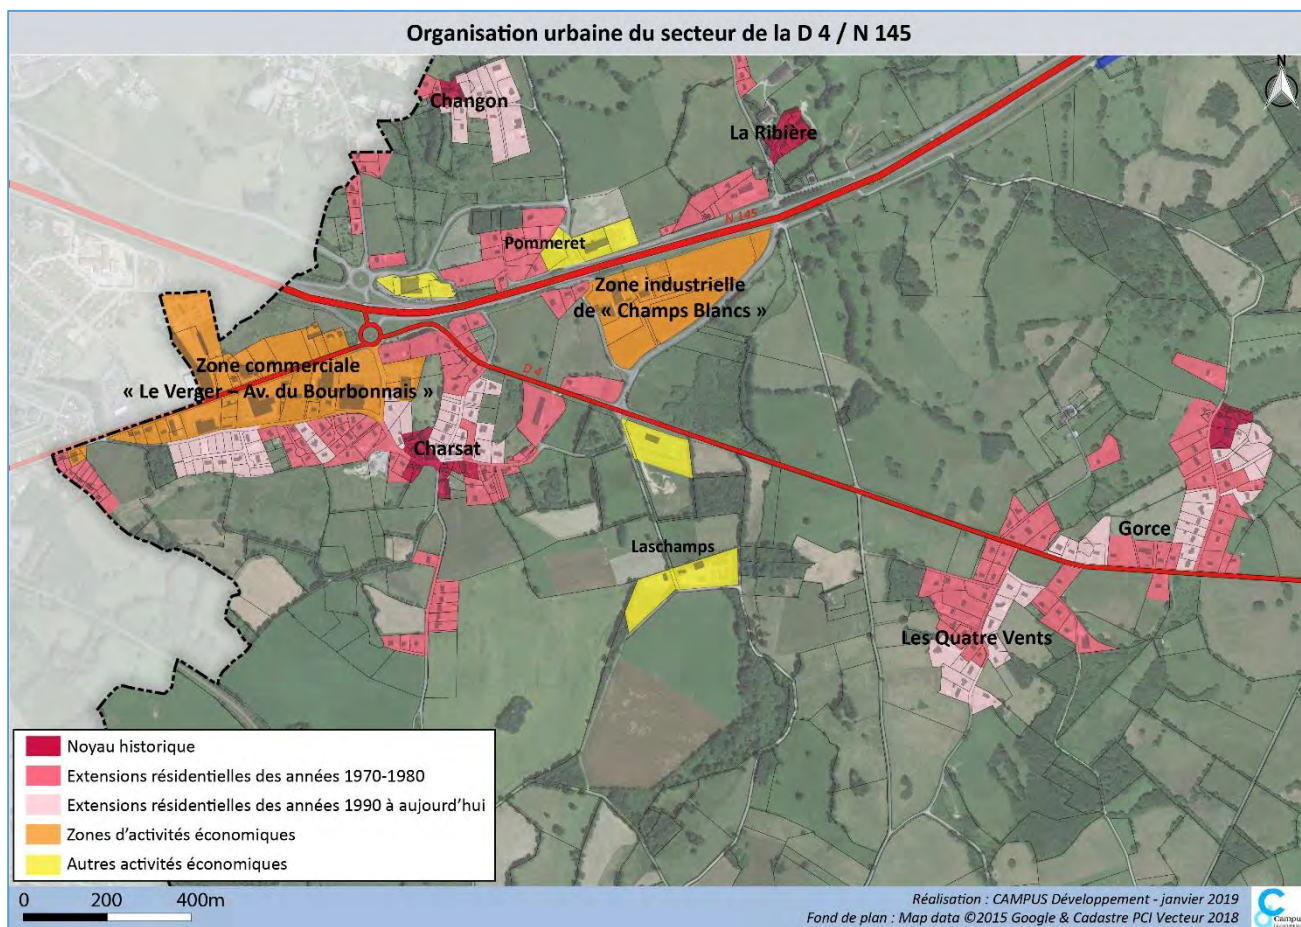 Organisation urbaine du secteur de la D 4 / N 145
N
Changon
La Ribière
N 145
Pommeret
Zone industrielle
de « Champs Blancs »
Zone commerciale
« Le Verger – Av. du Bourbonnais »
D 4
Charsat
Gorce
Laschamps
Les Quatre Vents
Noyau historique
Extensions résidentielles des années 1970-1980
Extensions résidentielles des années 1990 à aujourd'hui
Zones d'activités économiques
Autres activités économiques
0 200 400m
Réalisation : CAMPUS Développement - janvier 2019
Fond de plan : Map data ©2015 Google & Cadastre PCI Vecteur 2018
Campus